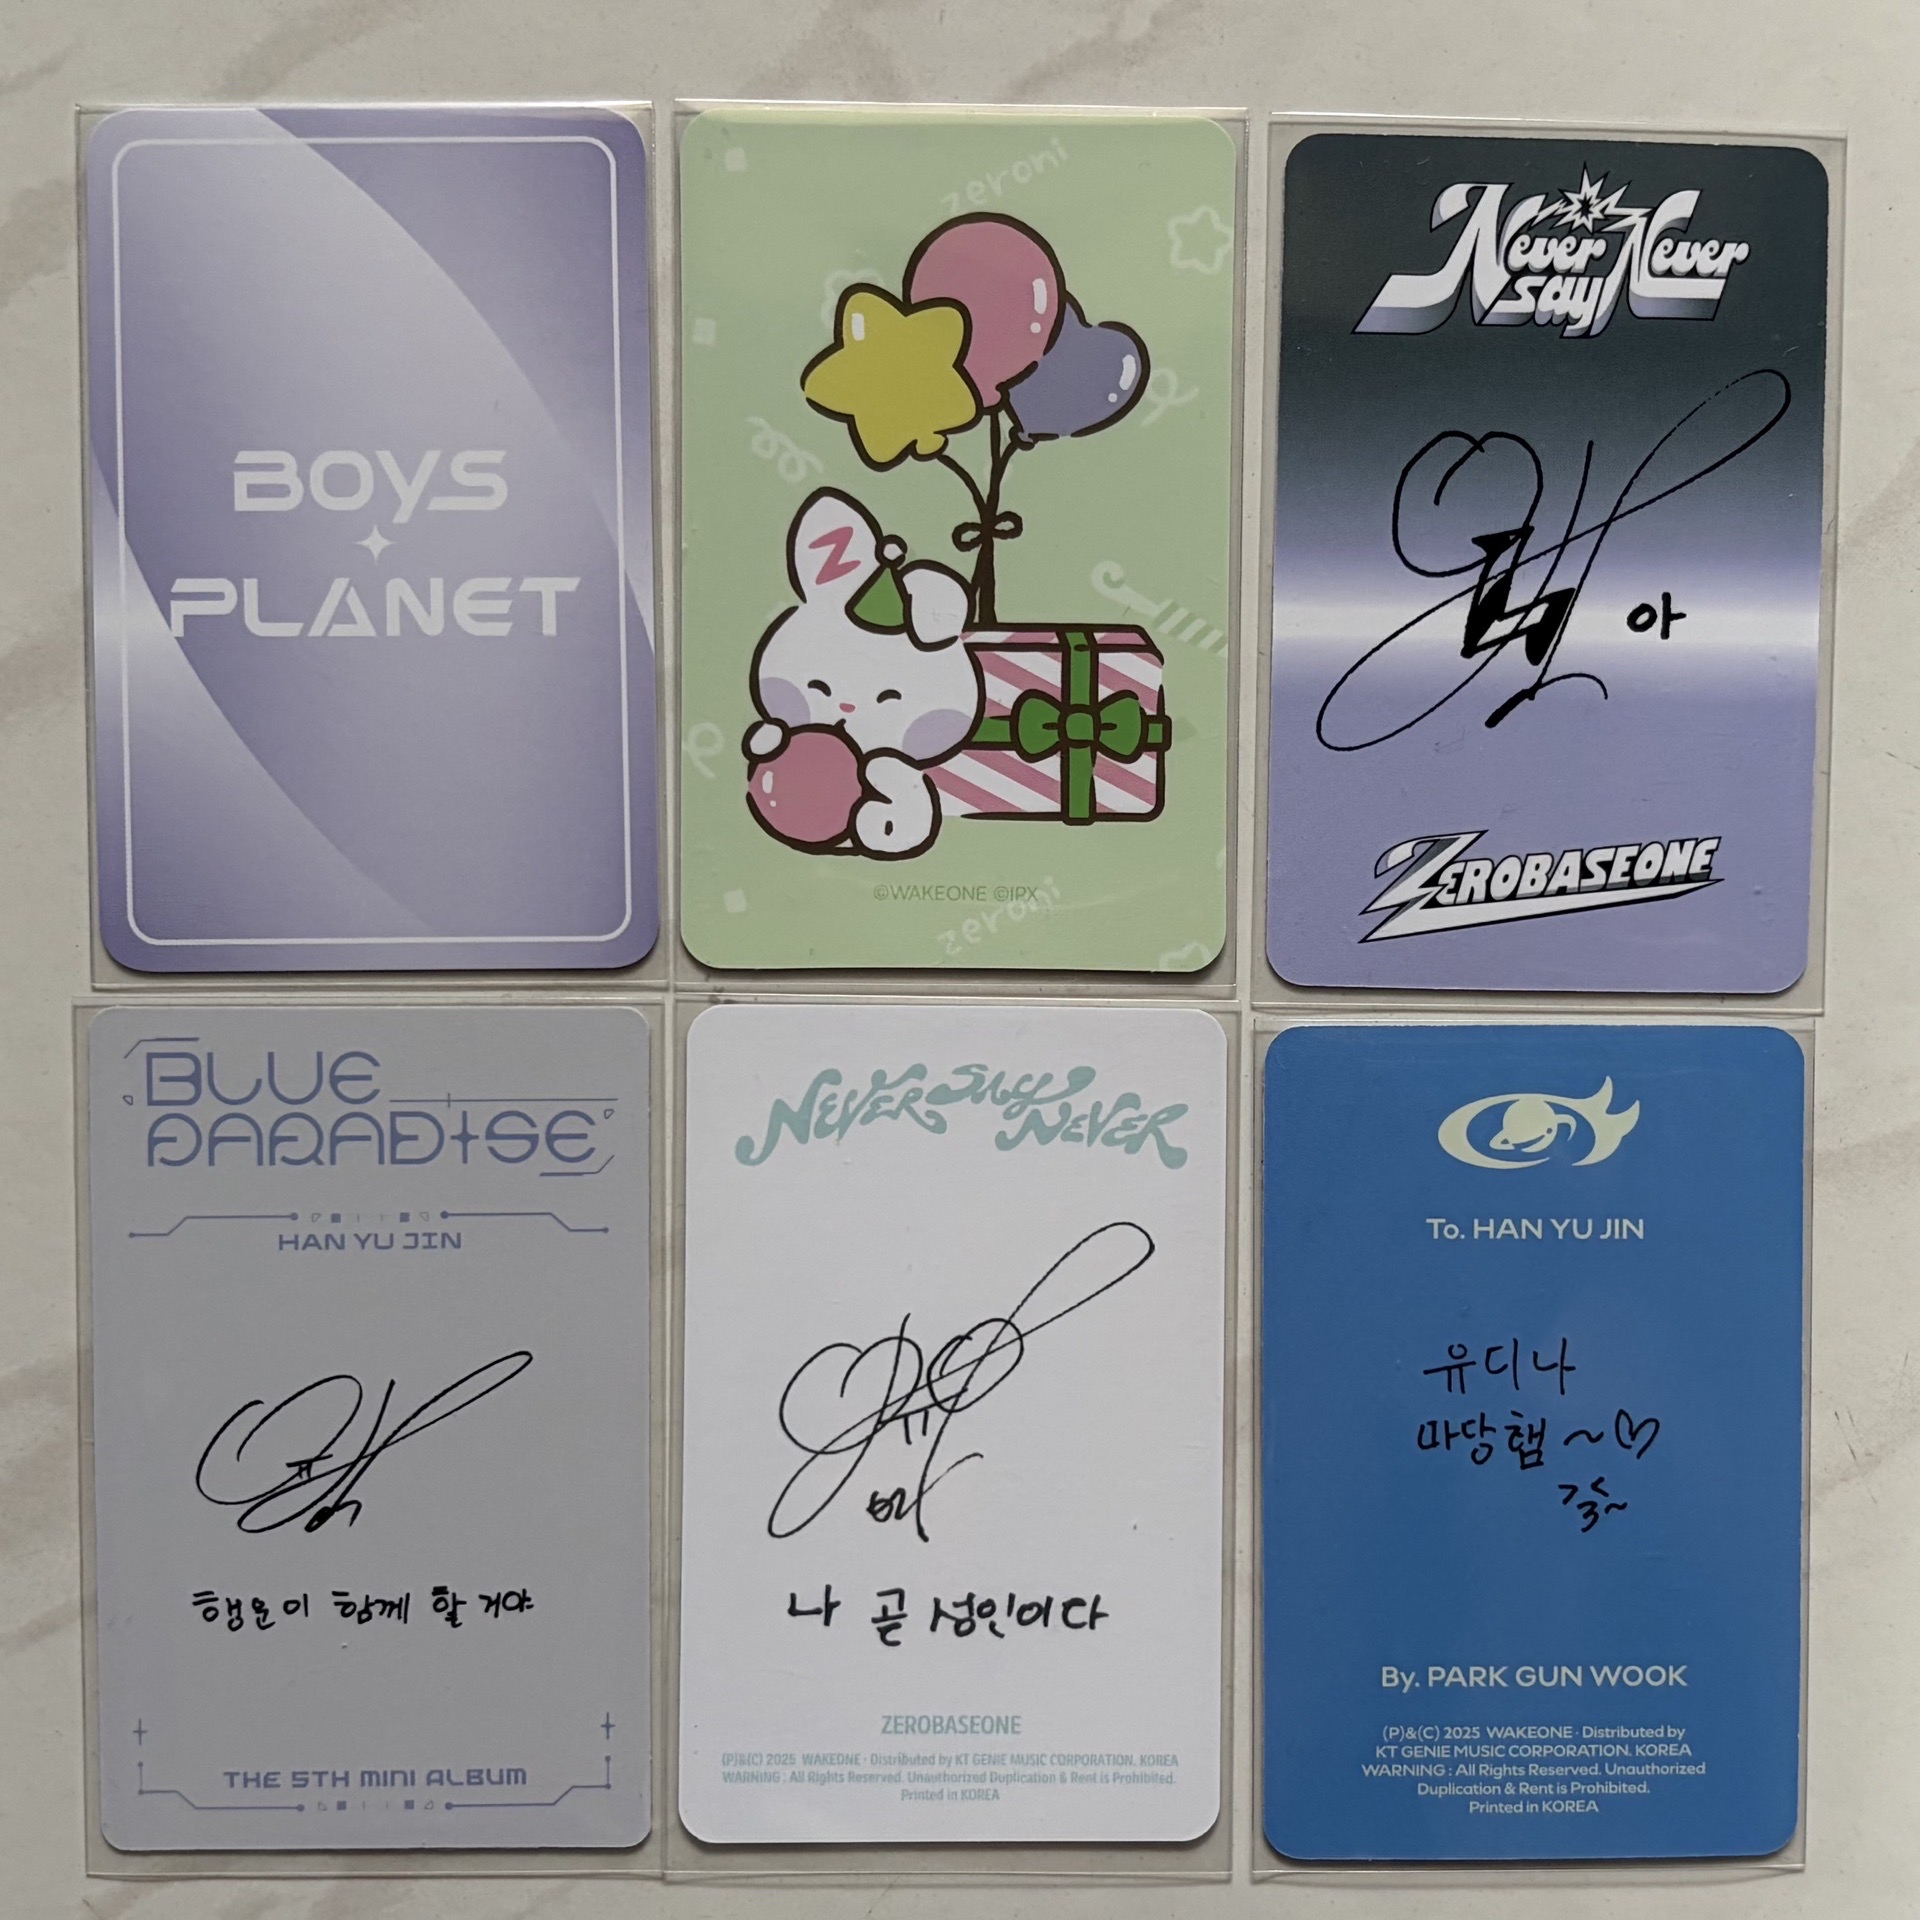 BOYS
PLANET
zeroni
©WAKEONE ©IPX
zeroni
Never
say
Never
아
ZEROBASEONE
BLUE
PARADISE
HAN YU JIN
행운이 함께 할 거야
THE 5TH MINI ALBUM
NEVER SAY NEVER
나 곧 성인이다
ZEROBASEONE
(P)&(C) 2025 WAKEONE · Distributed by KT GENIE MUSIC CORPORATION. KOREA
WARNING : All Rights Reserved. Unauthorized Duplication & Rent is Prohibited.
Printed in KOREA
To. HAN YU JIN
유디나
마당햄 ~♡
By. PARK GUN WOOK
(P)&(C) 2025 WAKEONE · Distributed by
KT GENIE MUSIC CORPORATION. KOREA
WARNING : All Rights Reserved. Unauthorized
Duplication & Rent is Prohibited.
Printed in KOREA